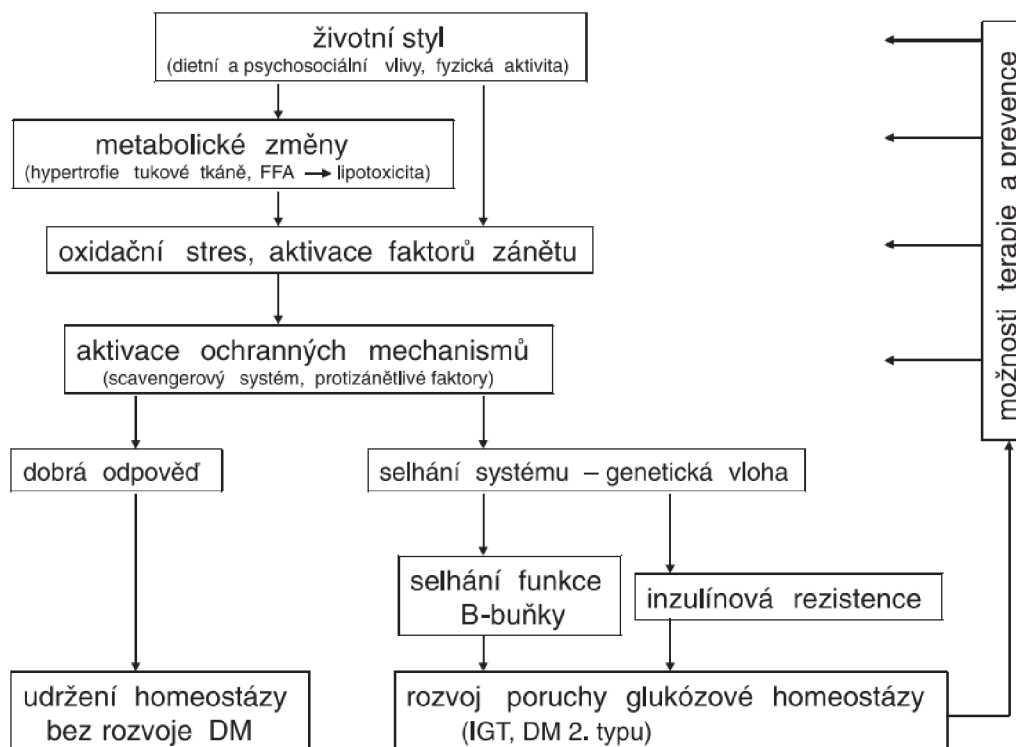 životní styl
(dietní a psychosociální vlivy, fyzická aktivita)
metabolické změny
(hypertrofie tukové tkáně, FFA → lipotoxicita)
oxidační stres, aktivace faktorů zánětu
aktivace ochranných mechanismů
(scavengerový systém, protizánětlivé faktory)
dobrá odpověď
selhání systému – genetická vloha
selhání funkce
B-buňky
inzulínová rezistence
udržení homeostázy
bez rozvoje DM
rozvoj poruchy glukózové homeostázy
(IGT, DM 2. typu)
možnosti terapie a prevence